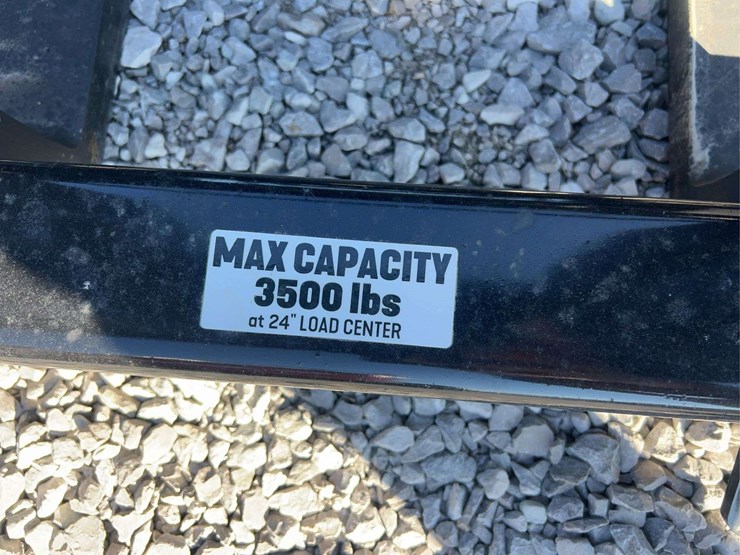 MAX CAPACITY
3500 lbs
at 24" LOAD CENTER